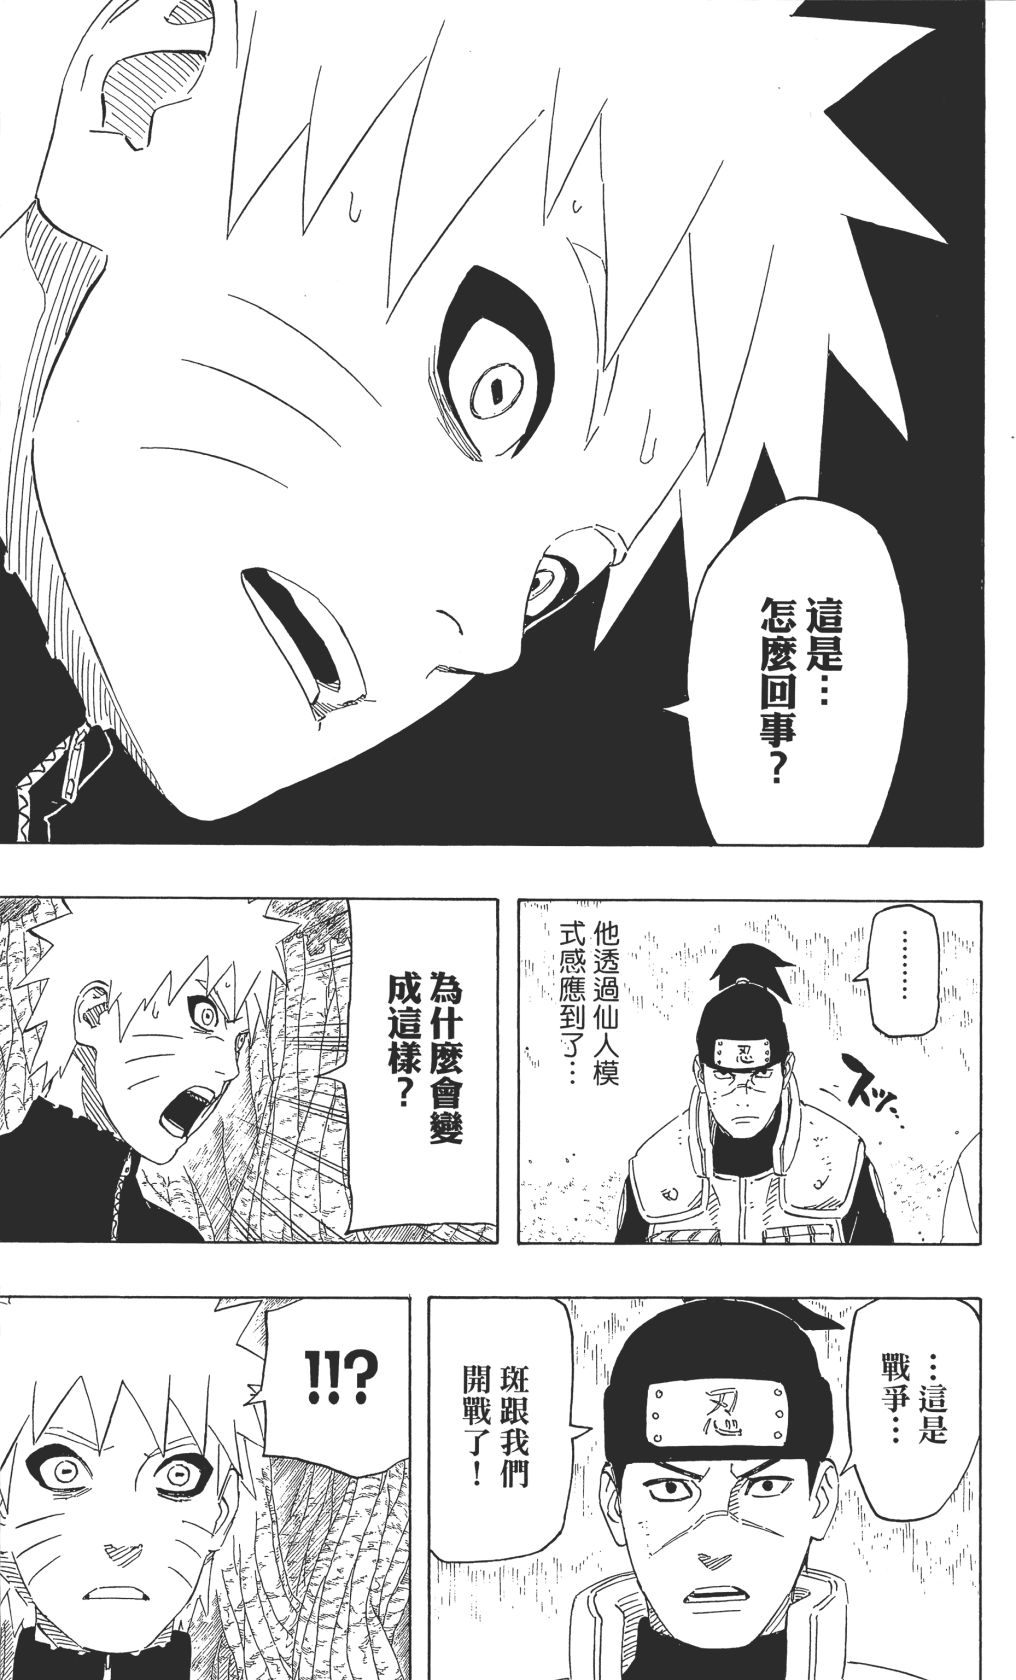 這是…
怎麼回事？
………
スッ…
他透過仙人模
式感應到了…
忍
為什麼會變
成這樣？
…這是
戰爭…
忍
斑跟我們
開戰了！
!!?